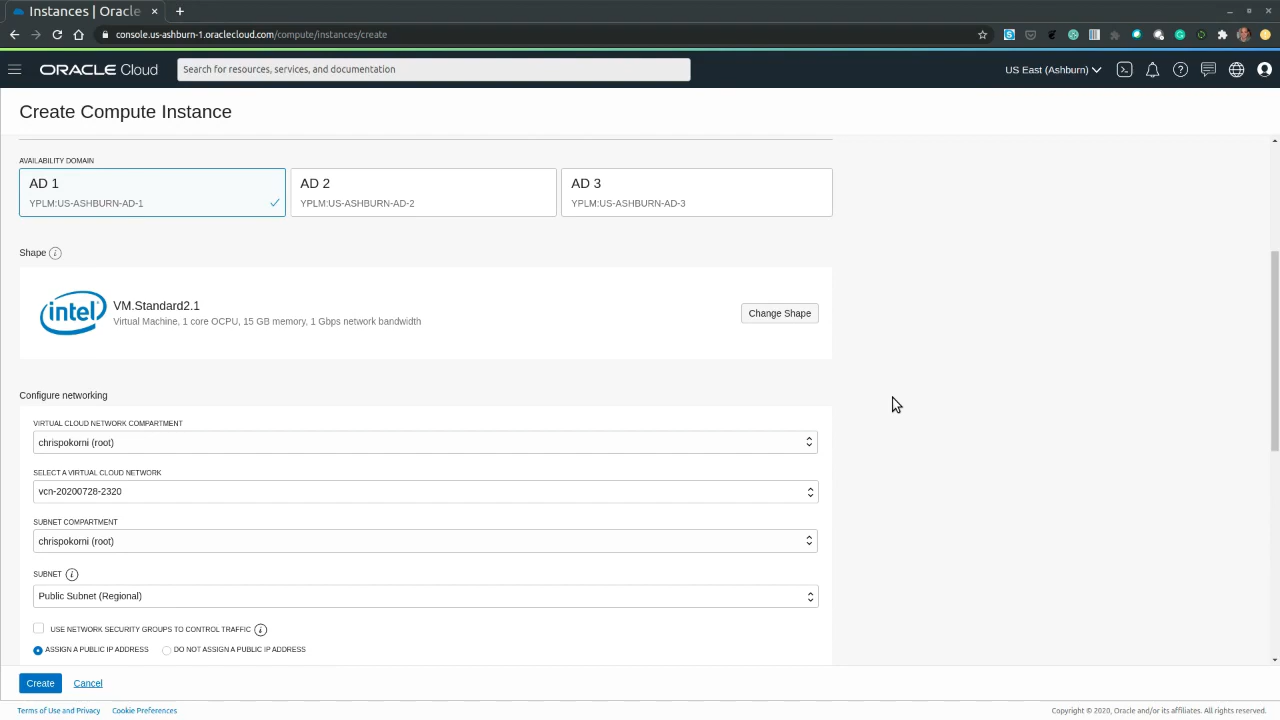 Instances | Oracle
console.us-ashburn-1.oraclecloud.com/compute/instances/create
ORACLE Cloud
Search for resources, services, and documentation
US East (Ashburn)
Create Compute Instance
AVAILABILITY DOMAIN
AD 1
YPLM:US-ASHBURN-AD-1
AD 2
YPLM:US-ASHBURN-AD-2
AD 3
YPLM:US-ASHBURN-AD-3
Shape
intel
VM.Standard2.1
Virtual Machine, 1 core OCPU, 15 GB memory, 1 Gbps network bandwidth
Change Shape
Configure networking
VIRTUAL CLOUD NETWORK COMPARTMENT
chrispokorni (root)
SELECT A VIRTUAL CLOUD NETWORK
vcn-20200728-2320
SUBNET COMPARTMENT
chrispokorni (root)
SUBNET
Public Subnet (Regional)
USE NETWORK SECURITY GROUPS TO CONTROL TRAFFIC
ASSIGN A PUBLIC IP ADDRESS
DO NOT ASSIGN A PUBLIC IP ADDRESS
Create
Cancel
Terms of Use and Privacy
Cookie Preferences
Copyright © 2020, Oracle and/or its affiliates. All rights reserved.